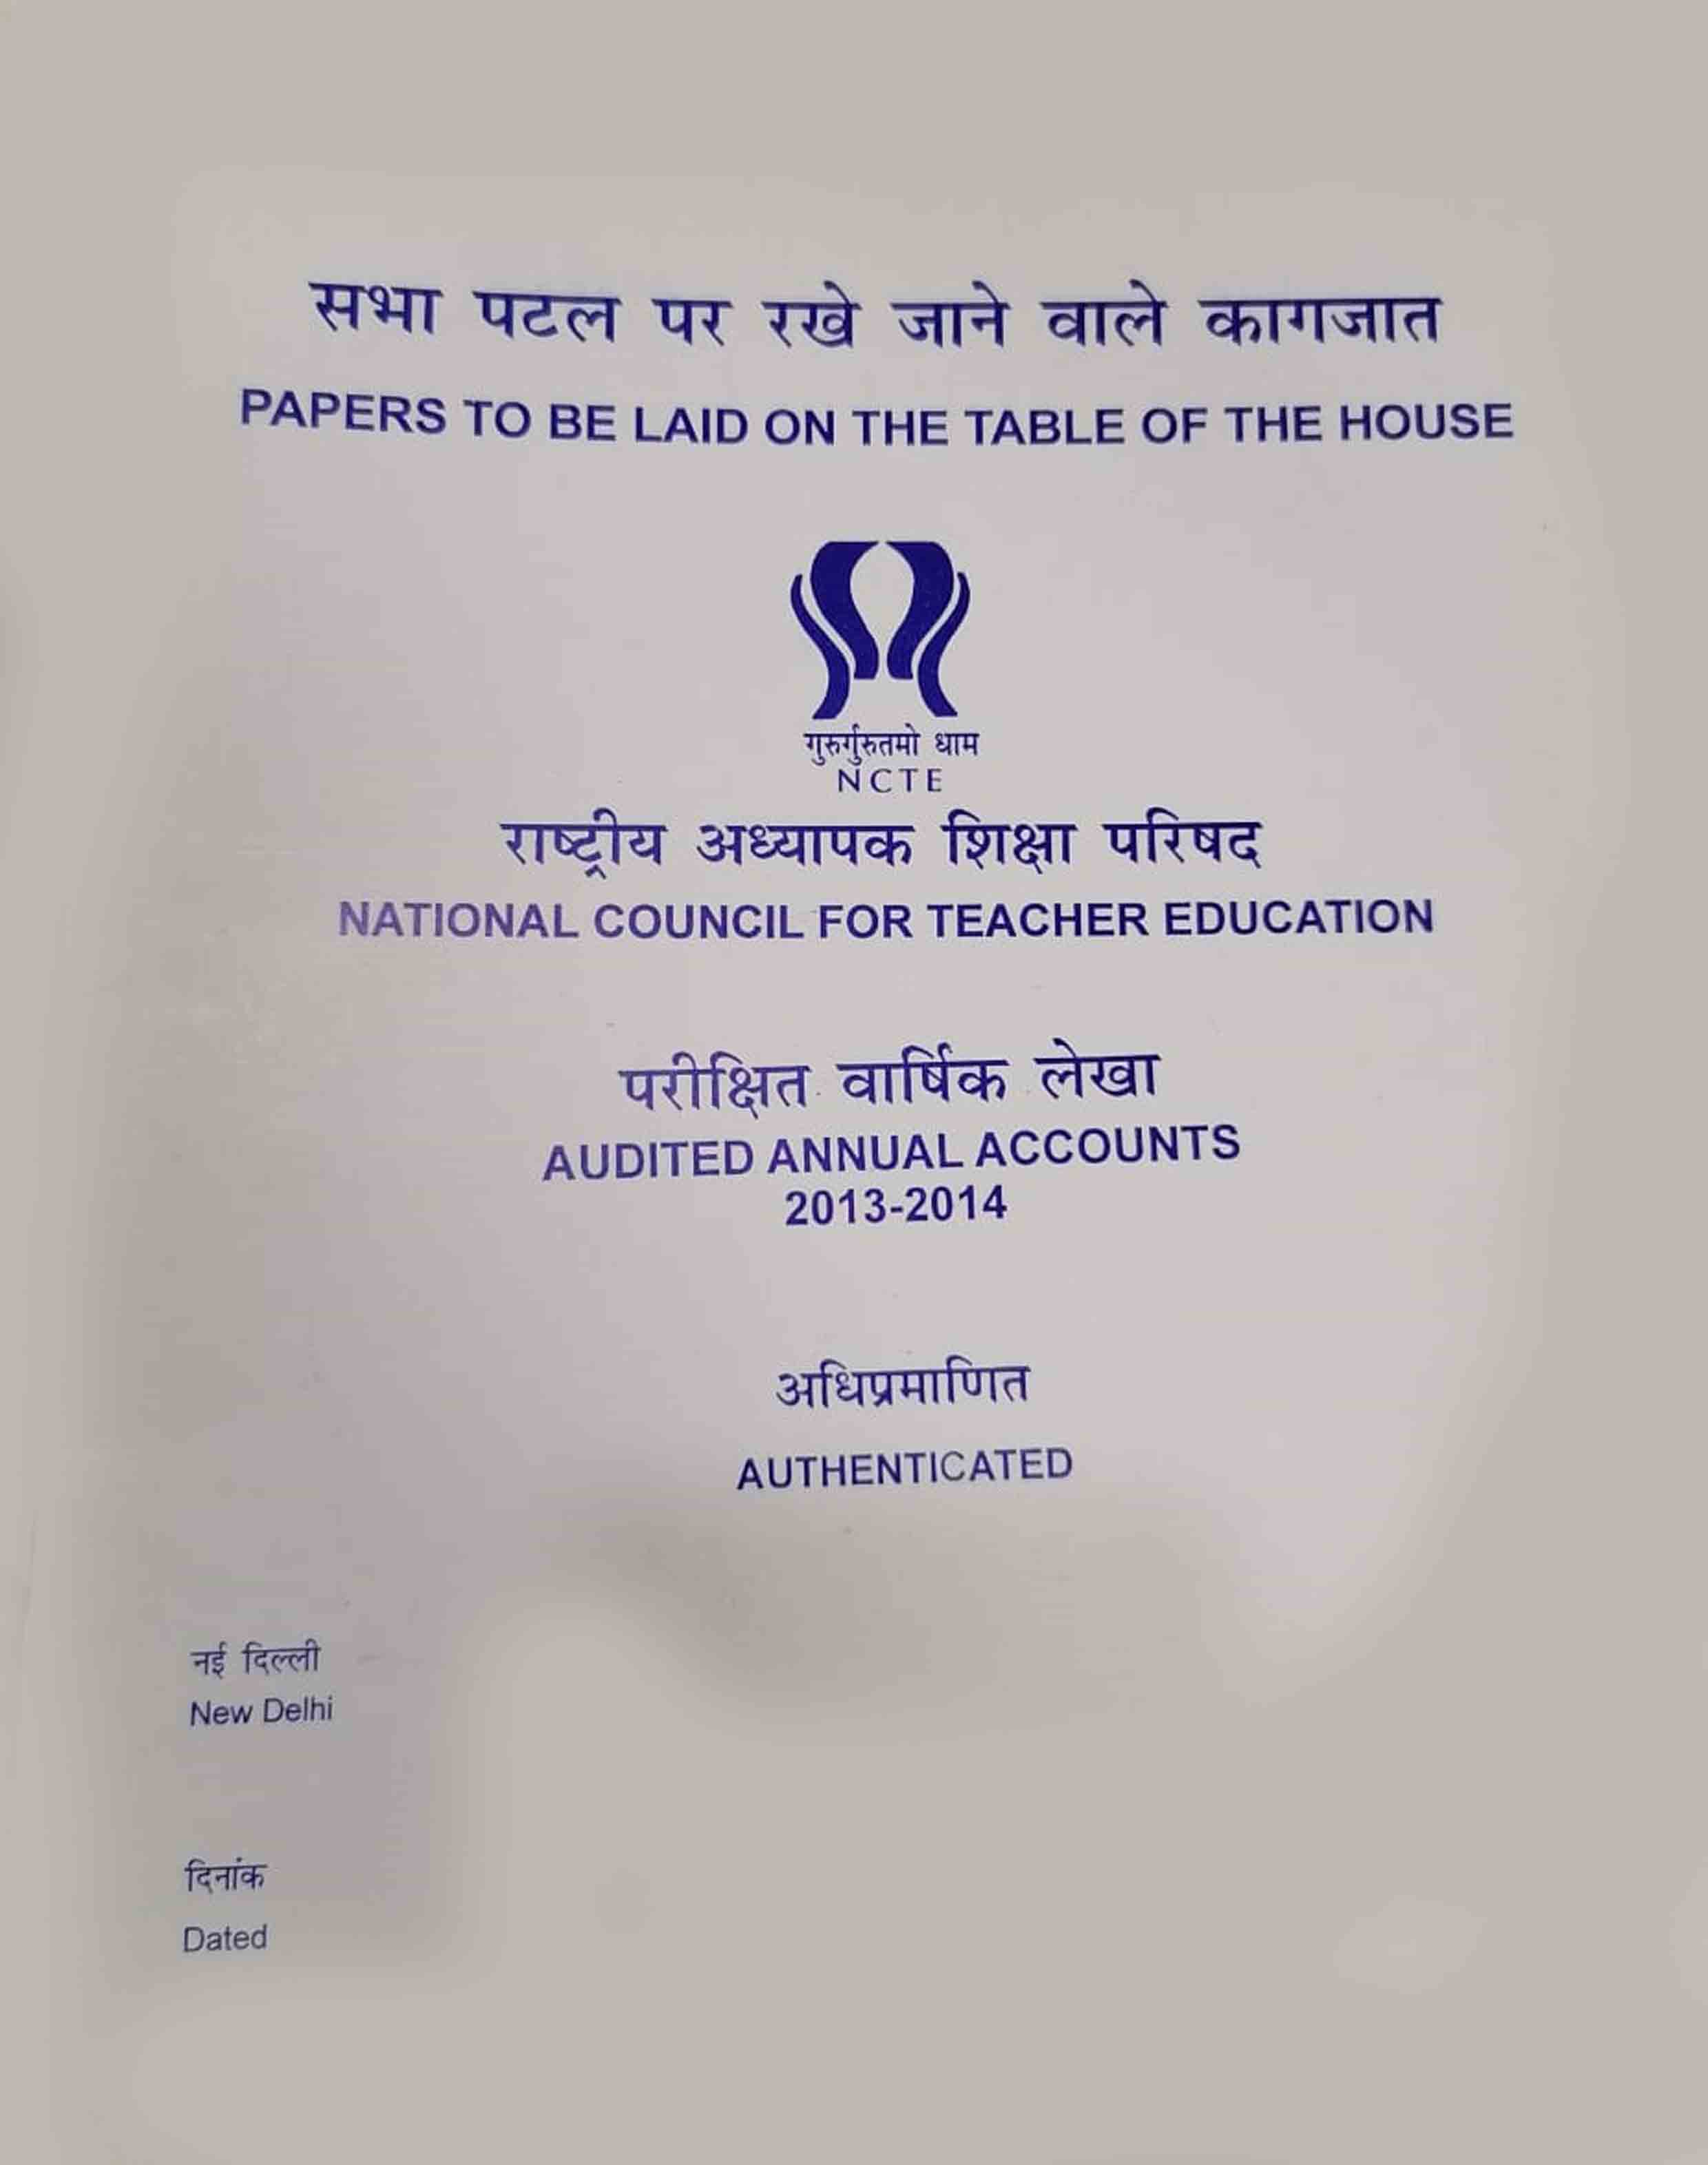 सभा पटल पर रखे जाने वाले कागजात
PAPERS TO BE LAID ON THE TABLE OF THE HOUSE
गुरुर्गुरुतमो धाम
NCTE
राष्ट्रीय अध्यापक शिक्षा परिषद
NATIONAL COUNCIL FOR TEACHER EDUCATION
परीक्षित वार्षिक लेखा
AUDITED ANNUAL ACCOUNTS
2013-2014
अधिप्रमाणित
AUTHENTICATED
नई दिल्ली
New Delhi
दिनांक
Dated